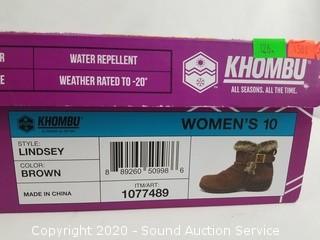 WATER REPELLENT
WEATHER RATED TO -20°
KHOMBU
ALL SEASONS. ALL THE TIME.
KHOMBU
WOMEN'S 10
STYLE:
LINDSEY
COLOR:
BROWN
MADE IN CHINA
8 89260 50998 6
ITM/ART:
1077489
Copyright 2020 - Sound Auction Service